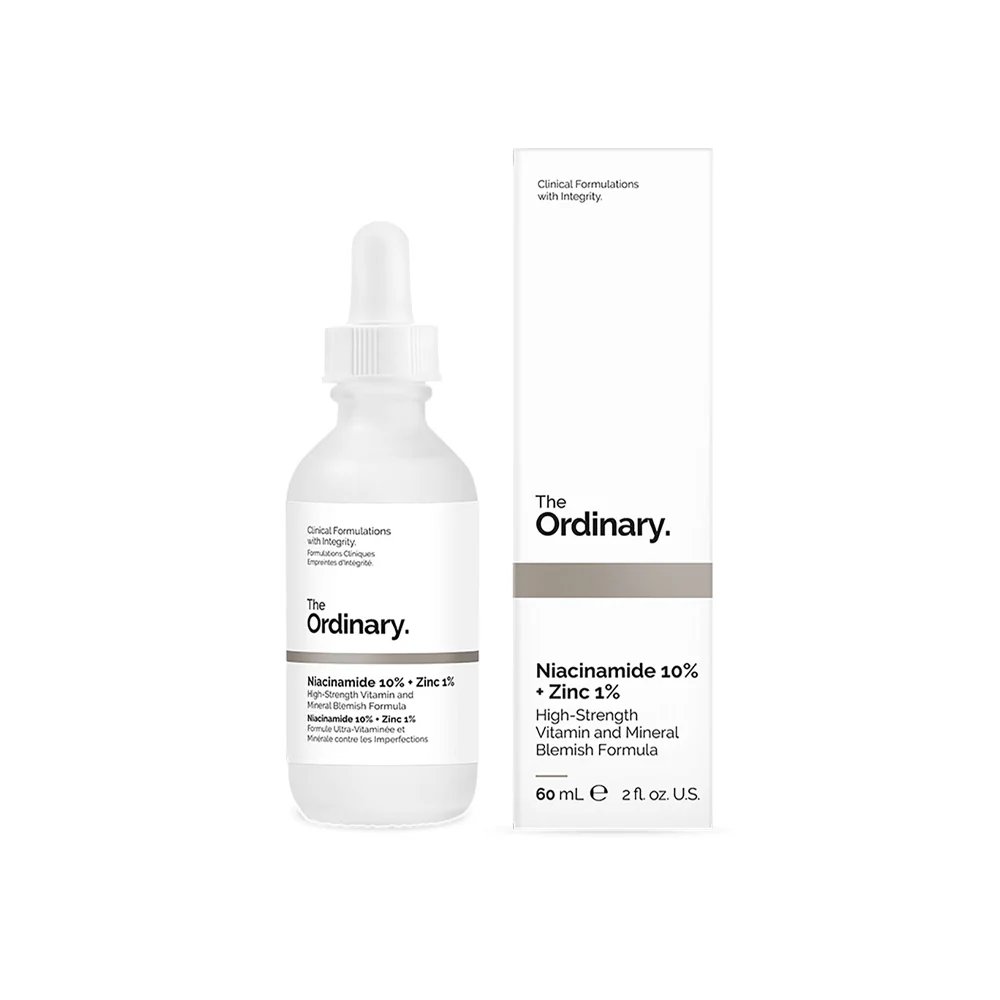 Clinical Formulations
with Integrity.
Formulations Cliniques
Empreintes d'Intégrité.
The
Ordinary.
Niacinamide 10% + Zinc 1%
High-Strength Vitamin and
Mineral Blemish Formula
Niacinamide 10% + Zinc 1%
Formule Ultra-Vitaminée et
Minérale contre les Imperfections
Clinical Formulations
with Integrity.
The
Ordinary.
Niacinamide 10%
+ Zinc 1%
High-Strength
Vitamin and Mineral
Blemish Formula
60 mL ℮ 2 fl. oz. U.S.